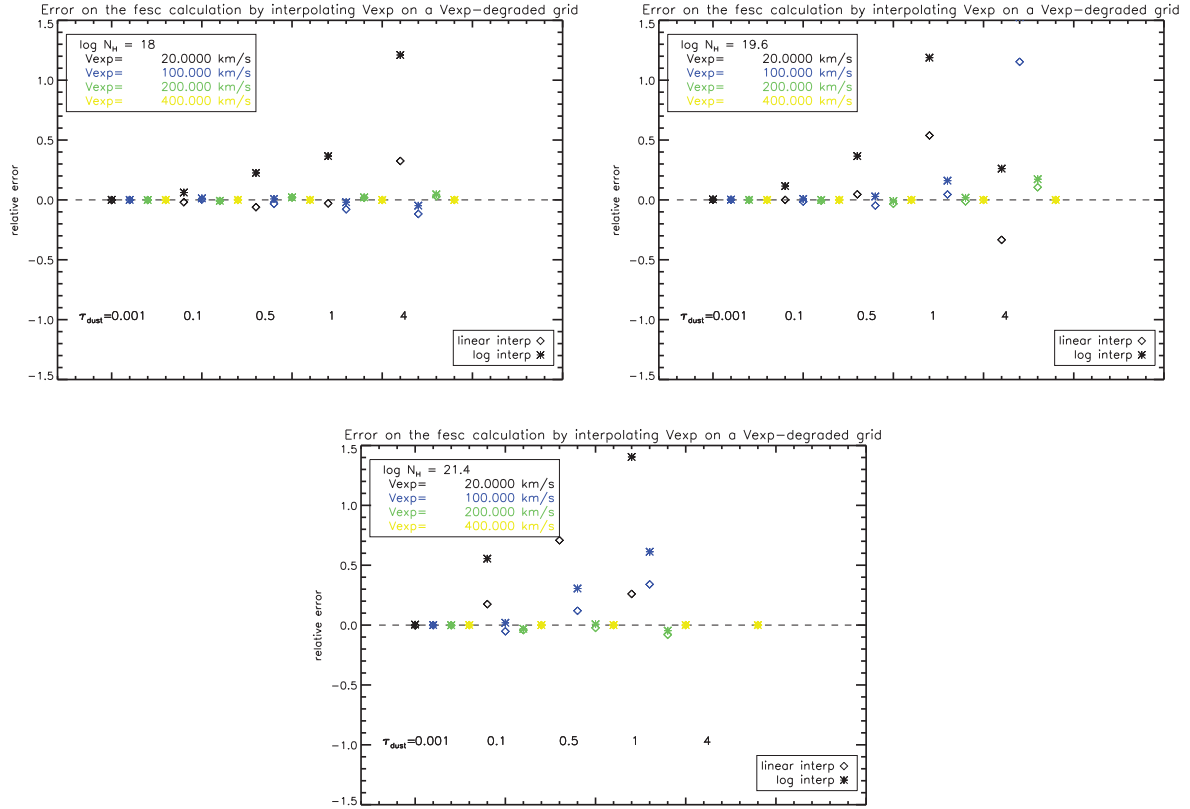 Error on the fesc calculation by interpolating Vexp on a Vexp-degraded grid
1.5
1.0
0.5
0.0
-0.5
-1.0
-1.5
relative error
log N_H = 18
Vexp= 20.0000 km/s
Vexp= 100.000 km/s
Vexp= 200.000 km/s
Vexp= 400.000 km/s
τ_dust=0.001 0.1 0.5 1 4
linear interp ◇
log interp ✳
Error on the fesc calculation by interpolating Vexp on a Vexp-degraded grid
1.5
1.0
0.5
0.0
-0.5
-1.0
-1.5
relative error
log N_H = 19.6
Vexp= 20.0000 km/s
Vexp= 100.000 km/s
Vexp= 200.000 km/s
Vexp= 400.000 km/s
τ_dust=0.001 0.1 0.5 1 4
linear interp ◇
log interp ✳
Error on the fesc calculation by interpolating Vexp on a Vexp-degraded grid
1.5
1.0
0.5
0.0
-0.5
-1.0
-1.5
relative error
log N_H = 21.4
Vexp= 20.0000 km/s
Vexp= 100.000 km/s
Vexp= 200.000 km/s
Vexp= 400.000 km/s
τ_dust=0.001 0.1 0.5 1 4
linear interp ◇
log interp ✳